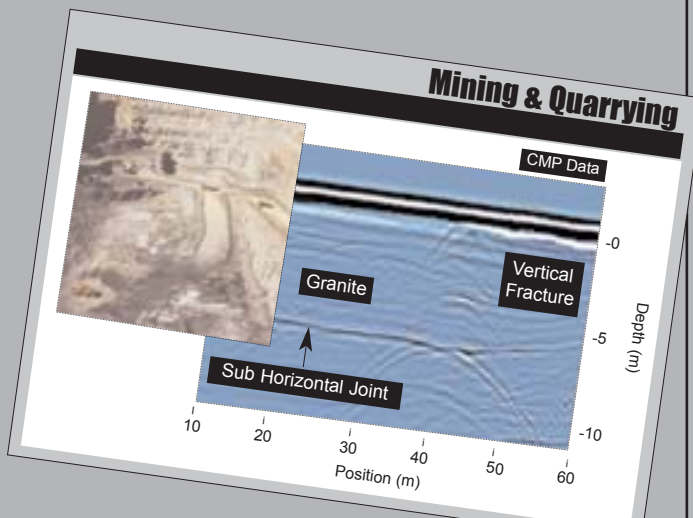 Mining & Quarrying
CMP Data
-0
Granite
Vertical
Fracture
Depth (m)
-5
Sub Horizontal Joint
-10
10
20
30
40
50
60
Position (m)